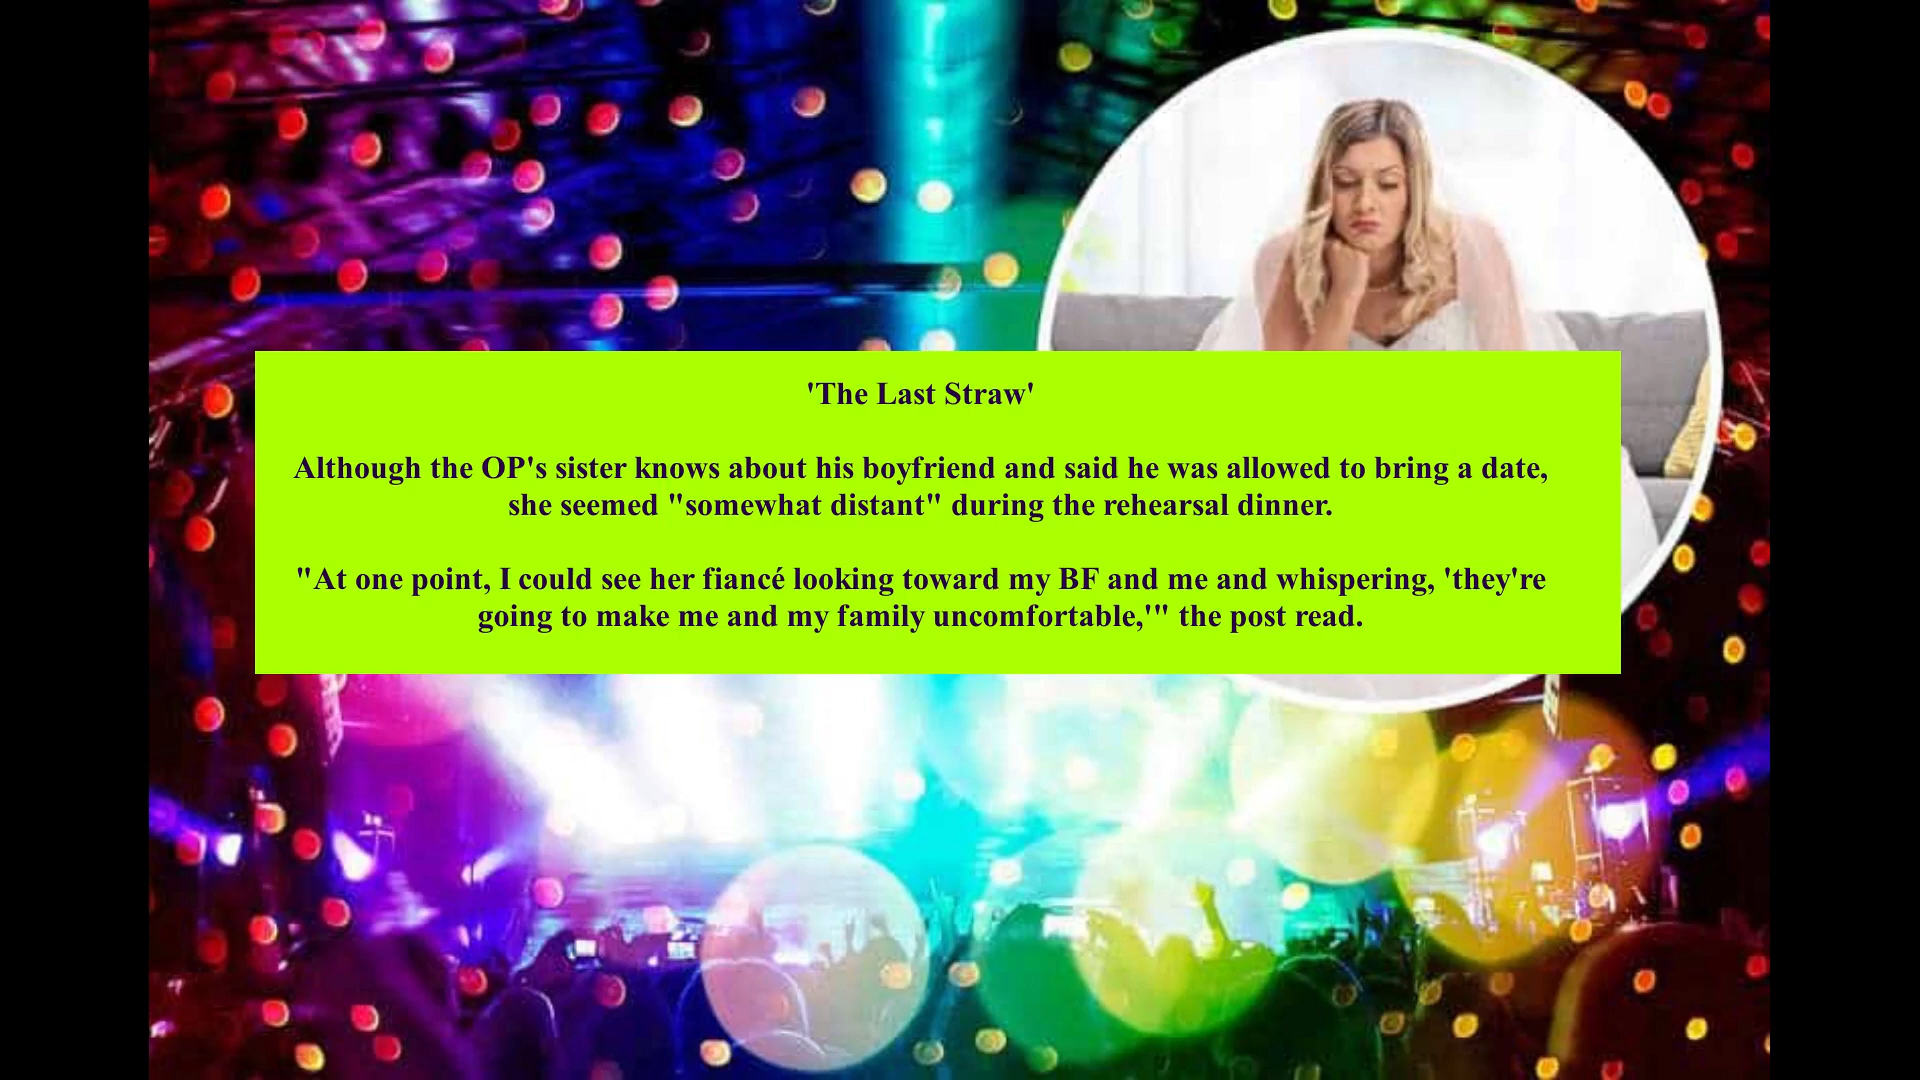 'The Last Straw'
Although the OP's sister knows about his boyfriend and said he was allowed to bring a date,
she seemed "somewhat distant" during the rehearsal dinner.
"At one point, I could see her fiancé looking toward my BF and me and whispering, 'they're
going to make me and my family uncomfortable,'" the post read.